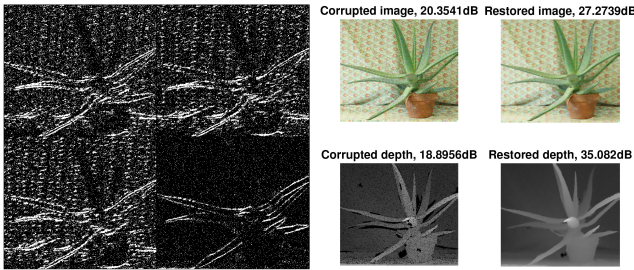 Corrupted image, 20.3541dB Restored image, 27.2739dB
Corrupted depth, 18.8956dB Restored depth, 35.082dB